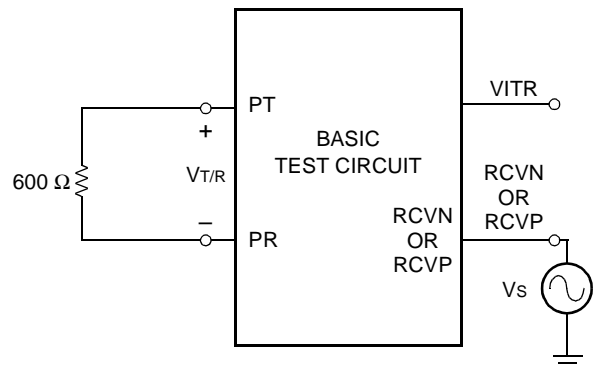 PT
VITR
+
BASIC
TEST CIRCUIT
600 Ω
VT/R
RCVN
OR
RCVP
RCVN
OR
RCVP
–
PR
VS